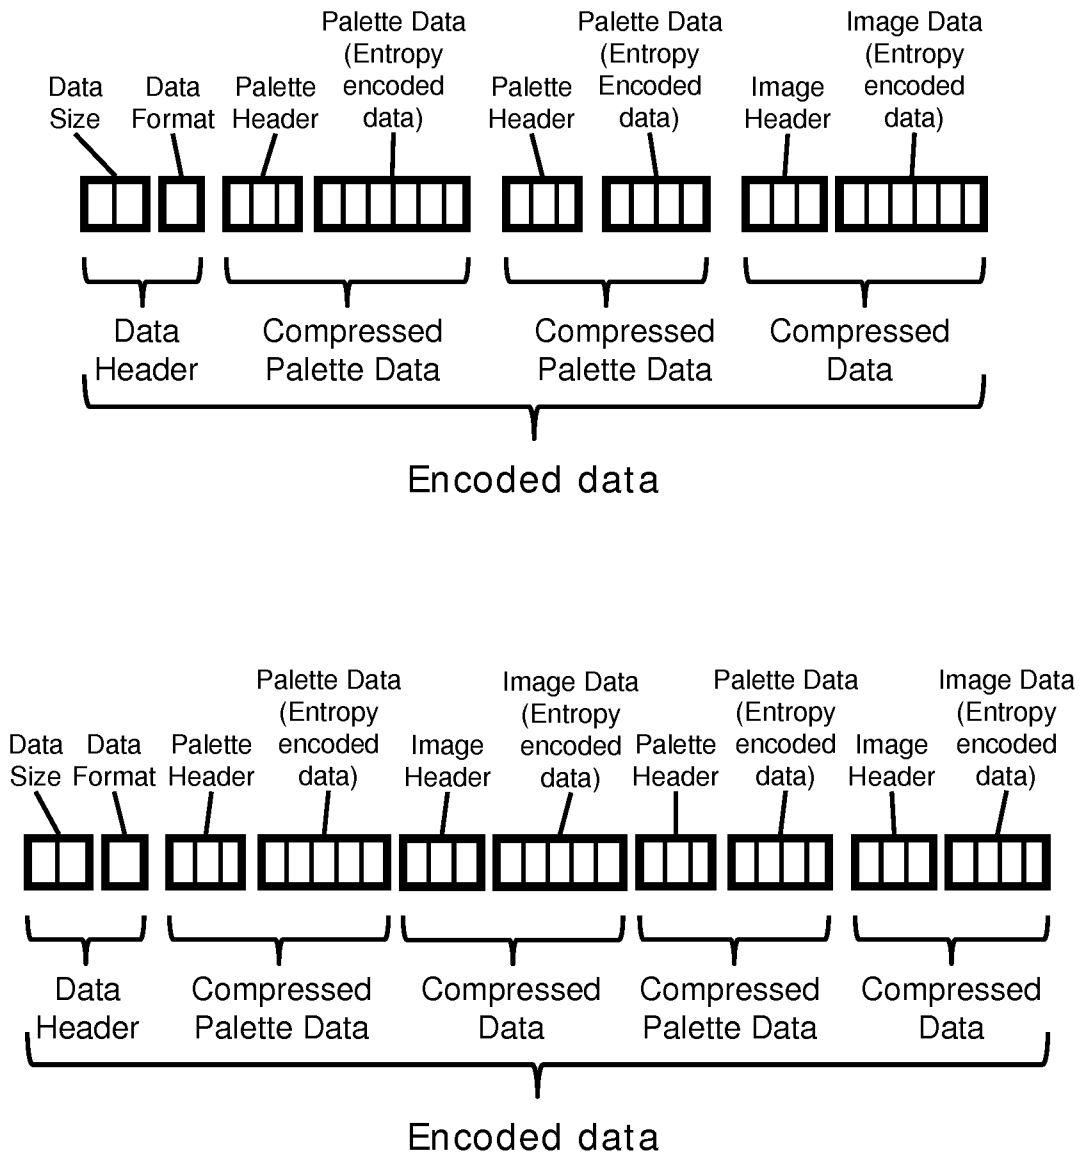 Data
Size
Data
Format
Palette
Header
Palette Data
(Entropy
encoded
data)
Palette
Header
Palette Data
(Entropy
Encoded
data)
Image
Header
Image Data
(Entropy
encoded
data)
Data
Header
Compressed
Palette Data
Compressed
Palette Data
Compressed
Data
Encoded data
Data
Size
Data
Format
Palette
Header
Palette Data
(Entropy
encoded
data)
Image
Header
Image Data
(Entropy
encoded
data)
Palette
Header
Palette Data
(Entropy
encoded
data)
Image
Header
Image Data
(Entropy
encoded
data)
Data
Header
Compressed
Palette Data
Compressed
Data
Compressed
Palette Data
Compressed
Data
Encoded data